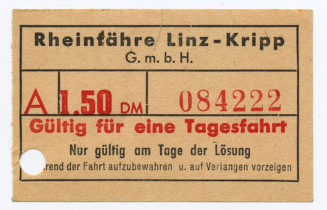 Rheinfähre Linz-Kripp
G. m. b. H.
A 1.50 DM 084222
Gültig für eine Tagesfahrt
Nur gültig am Tage der Lösung
rend der Fahrt aufzubewahren u. auf Verlangen vorzeigen